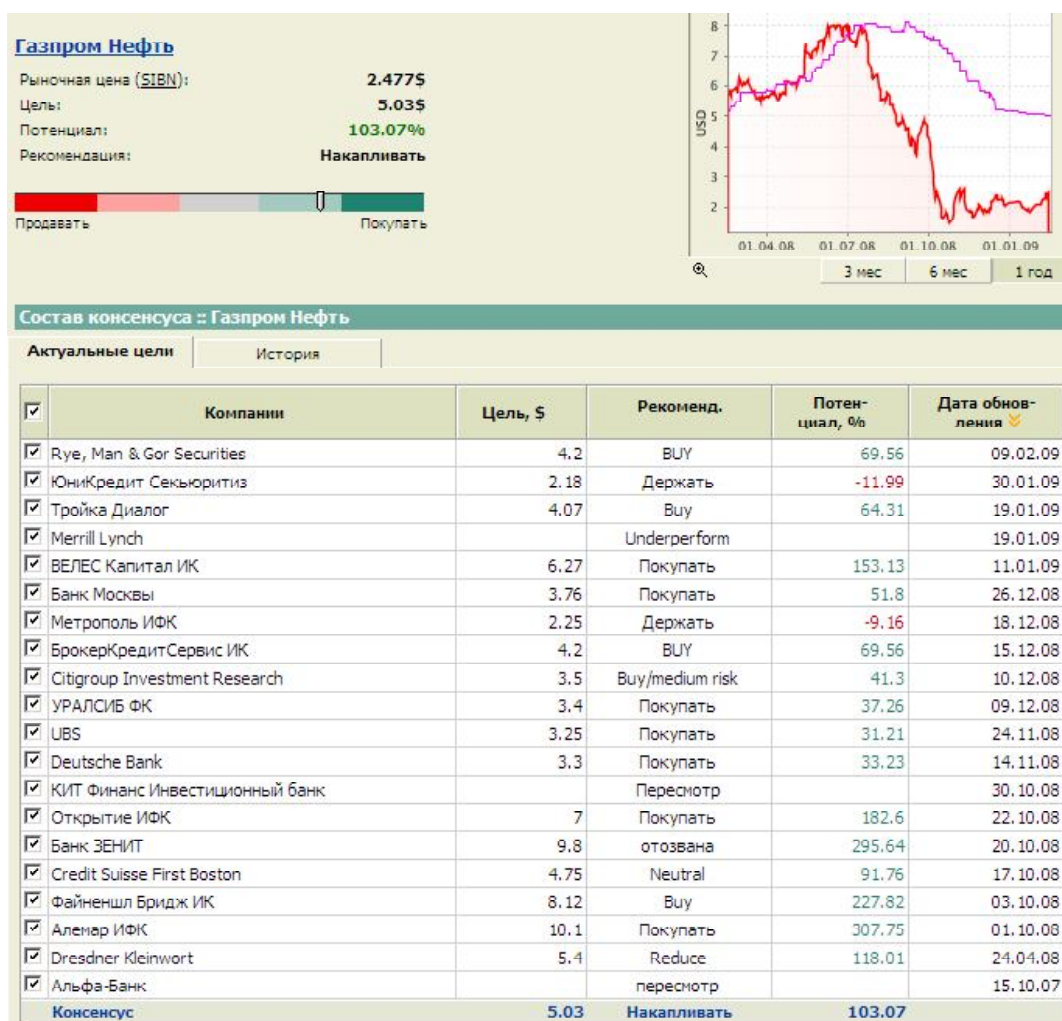 Газпром Нефть
Рыночная цена (SIBN): 2.477$
Цель: 5.03$
Потенциал: 103.07%
Рекомендация: Накапливать
Продавать Покупать
8
7
6
5
4
3
2
USD
01.04.08 01.07.08 01.10.08 01.01.09
3 мес 6 мес 1 год
Состав консенсуса :: Газпром Нефть
Актуальные цели История
Компании Цель, $ Рекоменд. Потен- Дата обнов-
циал, % ления
Rye, Man & Gor Securities 4.2 BUY 69.56 09.02.09
ЮниКредит Секьюритиз 2.18 Держать -11.99 30.01.09
Тройка Диалог 4.07 Buy 64.31 19.01.09
Merrill Lynch Underperform 19.01.09
ВЕЛЕС Капитал ИК 6.27 Покупать 153.13 11.01.09
Банк Москвы 3.76 Покупать 51.8 26.12.08
Метрополь ИФК 2.25 Держать -9.16 18.12.08
БрокерКредитСервис ИК 4.2 BUY 69.56 15.12.08
Citigroup Investment Research 3.5 Buy/medium risk 41.3 10.12.08
УРАЛСИБ ФК 3.4 Покупать 37.26 09.12.08
UBS 3.25 Покупать 31.21 24.11.08
Deutsche Bank 3.3 Покупать 33.23 14.11.08
КИТ Финанс Инвестиционный банк Пересмотр 30.10.08
Открытие ИФК 7 Покупать 182.6 22.10.08
Банк ЗЕНИТ 9.8 отозвана 295.64 20.10.08
Credit Suisse First Boston 4.75 Neutral 91.76 17.10.08
Файненшл Бридж ИК 8.12 Buy 227.82 03.10.08
Алемар ИФК 10.1 Покупать 307.75 01.10.08
Dresdner Kleinwort 5.4 Reduce 118.01 24.04.08
Альфа-Банк пересмотр 15.10.07
Консенсус 5.03 Накапливать 103.07